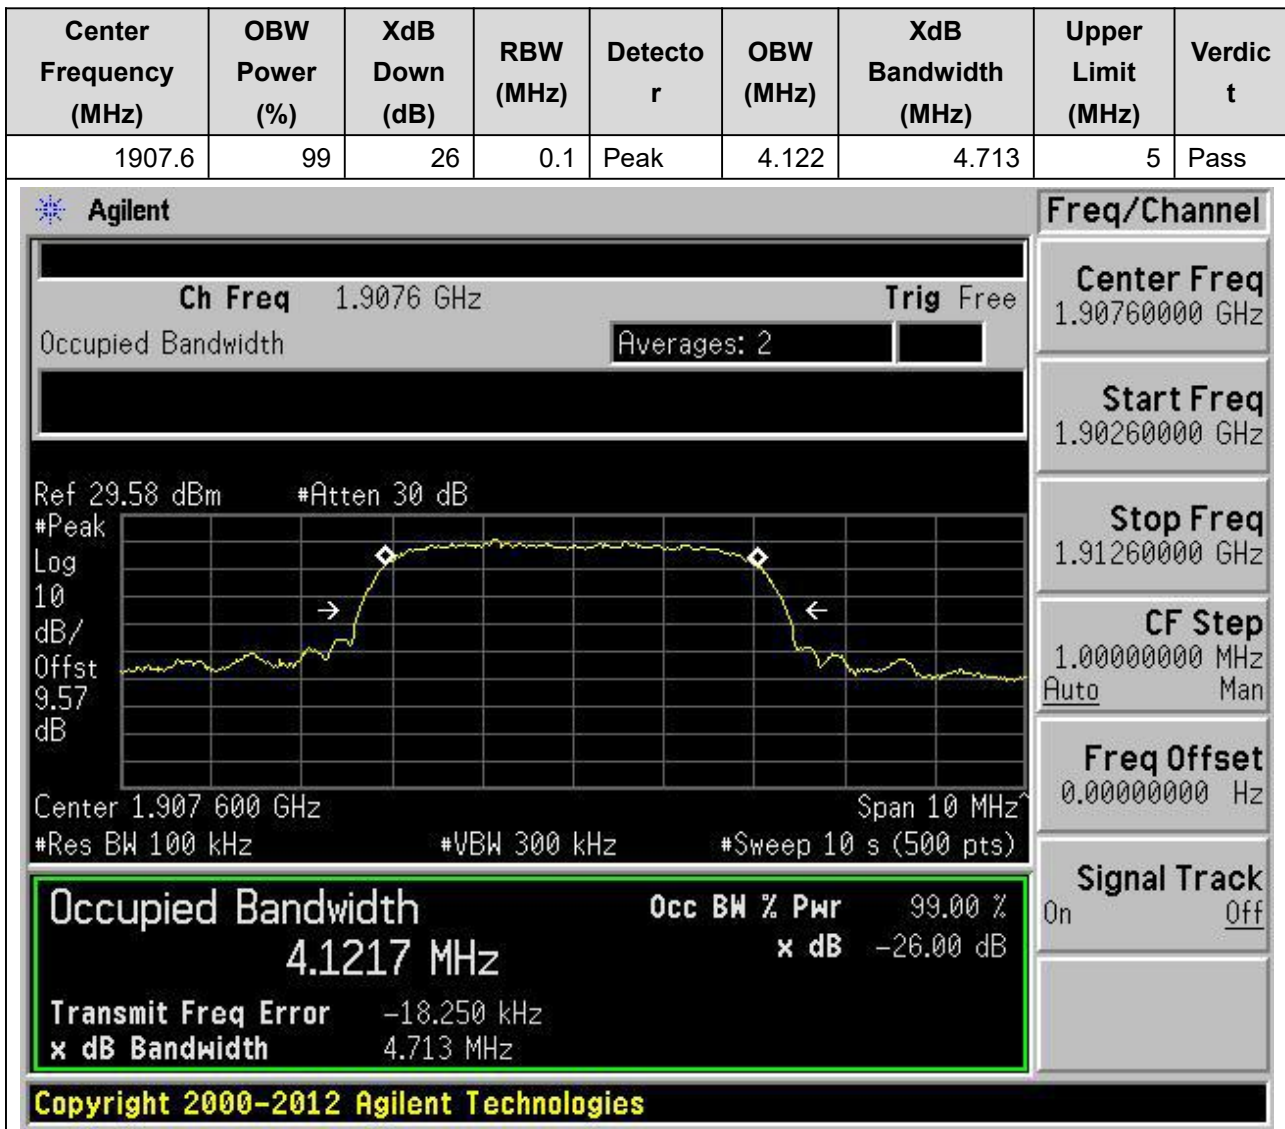 Center Frequency (MHz) OBW Power (%) XdB Down (dB) RBW (MHz) Detecto r OBW (MHz) XdB Bandwidth (MHz) Upper Limit (MHz) Verdic t
1907.6 99 26 0.1 Peak 4.122 4.713 5 Pass
Agilent
Freq/Channel
Ch Freq 1.9076 GHz Trig Free
Occupied Bandwidth Averages: 2
Center Freq
1.90760000 GHz
Start Freq
1.90260000 GHz
Stop Freq
1.91260000 GHz
CF Step
1.00000000 MHz
Auto Man
Freq Offset
0.00000000 Hz
Signal Track
On Off
Ref 29.58 dBm #Atten 30 dB
#Peak
Log
10
dB/
Offst
9.57
dB
Center 1.907 600 GHz Span 10 MHz^
#Res BW 100 kHz #VBW 300 kHz #Sweep 10 s (500 pts)
Occupied Bandwidth Occ BW % Pwr 99.00 %
4.1217 MHz x dB -26.00 dB
Transmit Freq Error -18.250 kHz
x dB Bandwidth 4.713 MHz
Copyright 2000-2012 Agilent Technologies